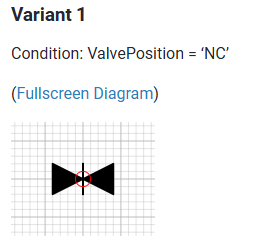 Variant 1
Condition: ValvePosition = ‘NC’
(Fullscreen Diagram)